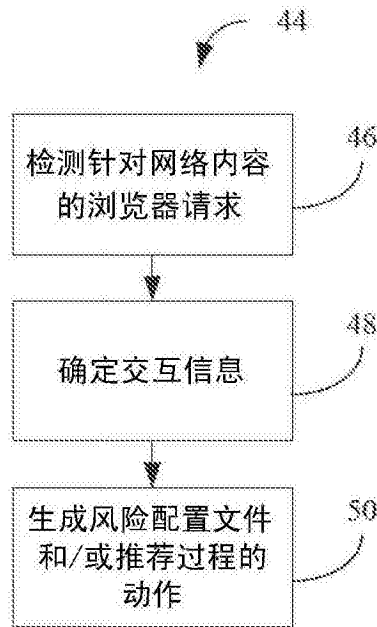 44
检测针对网络内容
的浏览器请求
46
确定交互信息
48
生成风险配置文件
和/或推荐过程的
动作
50